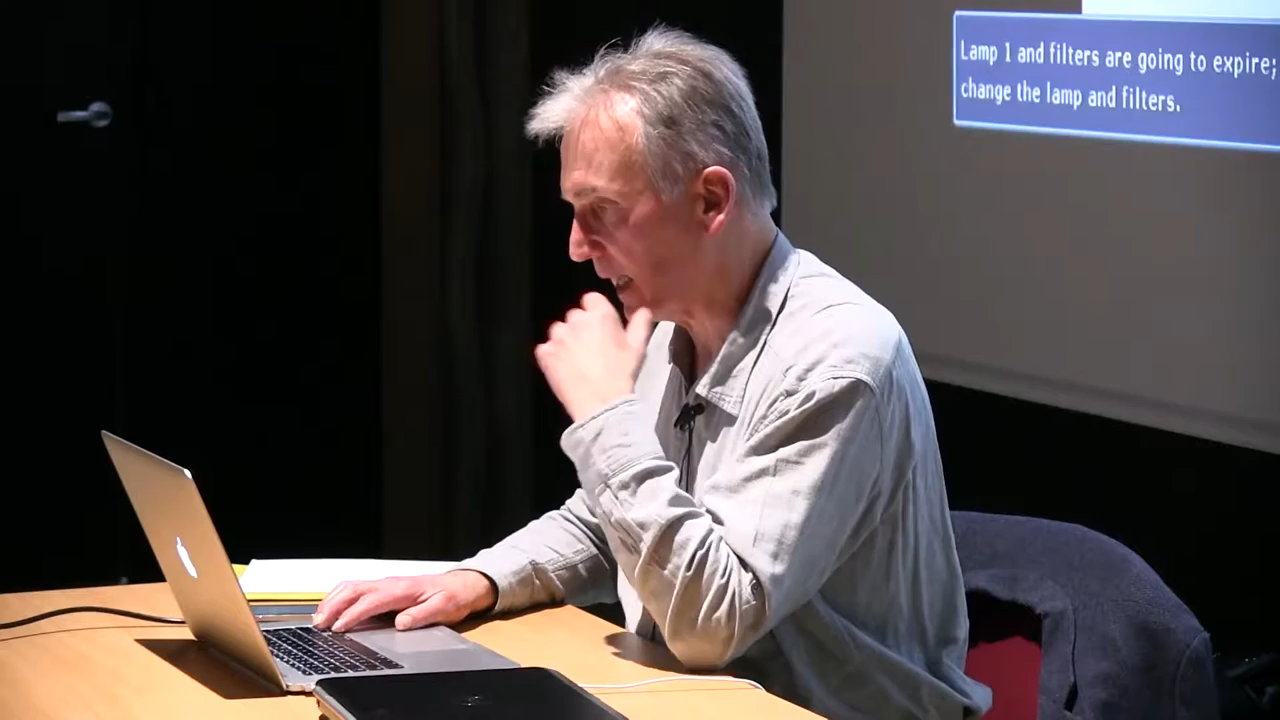 Lamp 1 and filters are going to expire;
change the lamp and filters.